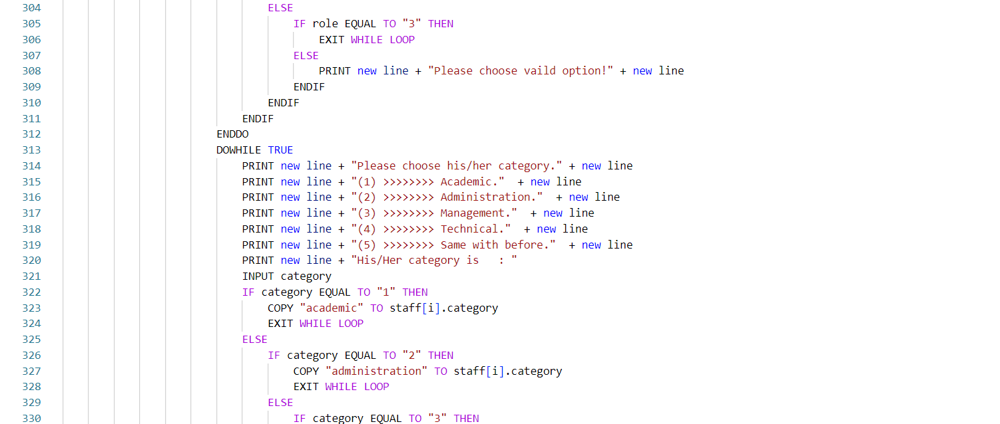 304 ELSE
305 IF role EQUAL TO "3" THEN
306 EXIT WHILE LOOP
307 ELSE
308 PRINT new line + "Please choose vaild option!" + new line
309 ENDIF
310 ENDIF
311 ENDIF
312 ENDDO
313 DOWHILE TRUE
314 PRINT new line + "Please choose his/her category." + new line
315 PRINT new line + "(1) >>>>>>>> Academic."  + new line
316 PRINT new line + "(2) >>>>>>>> Administration."  + new line
317 PRINT new line + "(3) >>>>>>>> Management."  + new line
318 PRINT new line + "(4) >>>>>>>> Technical."  + new line
319 PRINT new line + "(5) >>>>>>>> Same with before."  + new line
320 PRINT new line + "His/Her category is   : "
321 INPUT category
322 IF category EQUAL TO "1" THEN
323 COPY "academic" TO staff[i].category
324 EXIT WHILE LOOP
325 ELSE
326 IF category EQUAL TO "2" THEN
327 COPY "administration" TO staff[i].category
328 EXIT WHILE LOOP
329 ELSE
330 IF category EQUAL TO "3" THEN